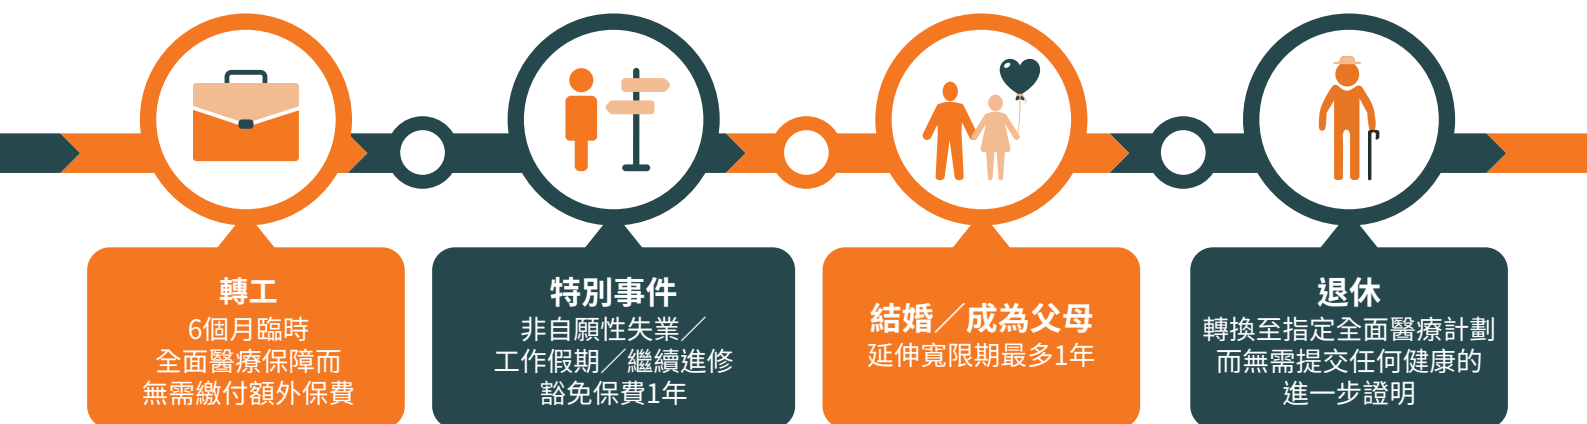 轉工
6個月臨時
全面醫療保障而
無需繳付額外保費
特別事件
非自願性失業／
工作假期／繼續進修
豁免保費1年
結婚／成為父母
延伸寬限期最多1年
退休
轉換至指定全面醫療計劃
而無需提交任何健康的
進一步證明